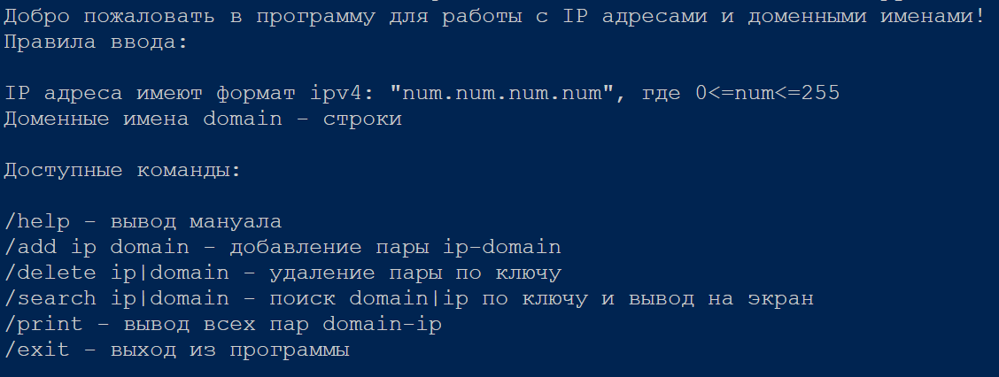 Добро пожаловать в программу для работы с IP адресами и доменными именами!
Правила ввода:
IP адреса имеют формат ipv4: "num.num.num.num", где 0<=num<=255
Доменные имена domain - строки
Доступные команды:
/help - вывод мануала
/add ip domain - добавление пары ip-domain
/delete ip|domain - удаление пары по ключу
/search ip|domain - поиск domain|ip по ключу и вывод на экран
/print - вывод всех пар domain-ip
/exit - выход из программы